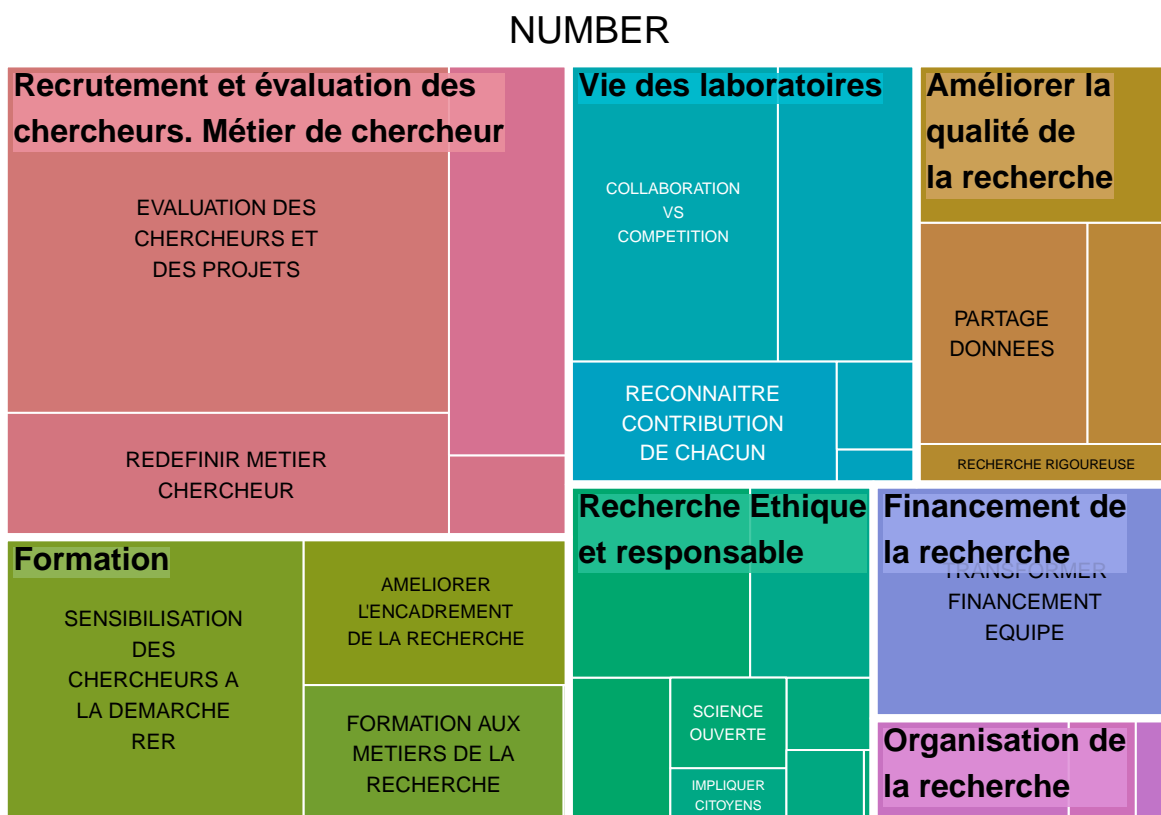 NUMBER
Recrutement et évaluation des
chercheurs. Métier de chercheur
EVALUATION DES
CHERCHEURS ET
DES PROJETS
REDEFINIR METIER
CHERCHEUR
Vie des laboratoires
COLLABORATION
VS
COMPETITION
RECONNAITRE
CONTRIBUTION
DE CHACUN
Améliorer la
qualité de
la recherche
PARTAGE
DONNEES
RECHERCHE RIGOUREUSE
Formation
SENSIBILISATION
DES
CHERCHEURS A
LA DEMARCHE
RER
AMELIORER
L'ENCADREMENT
DE LA RECHERCHE
FORMATION AUX
METIERS DE LA
RECHERCHE
Recherche Ethique
et responsable
SCIENCE
OUVERTE
IMPLIQUER
CITOYENS
Financement de
la recherche
TRANSFORMER
FINANCEMENT
EQUIPE
Organisation de
la recherche